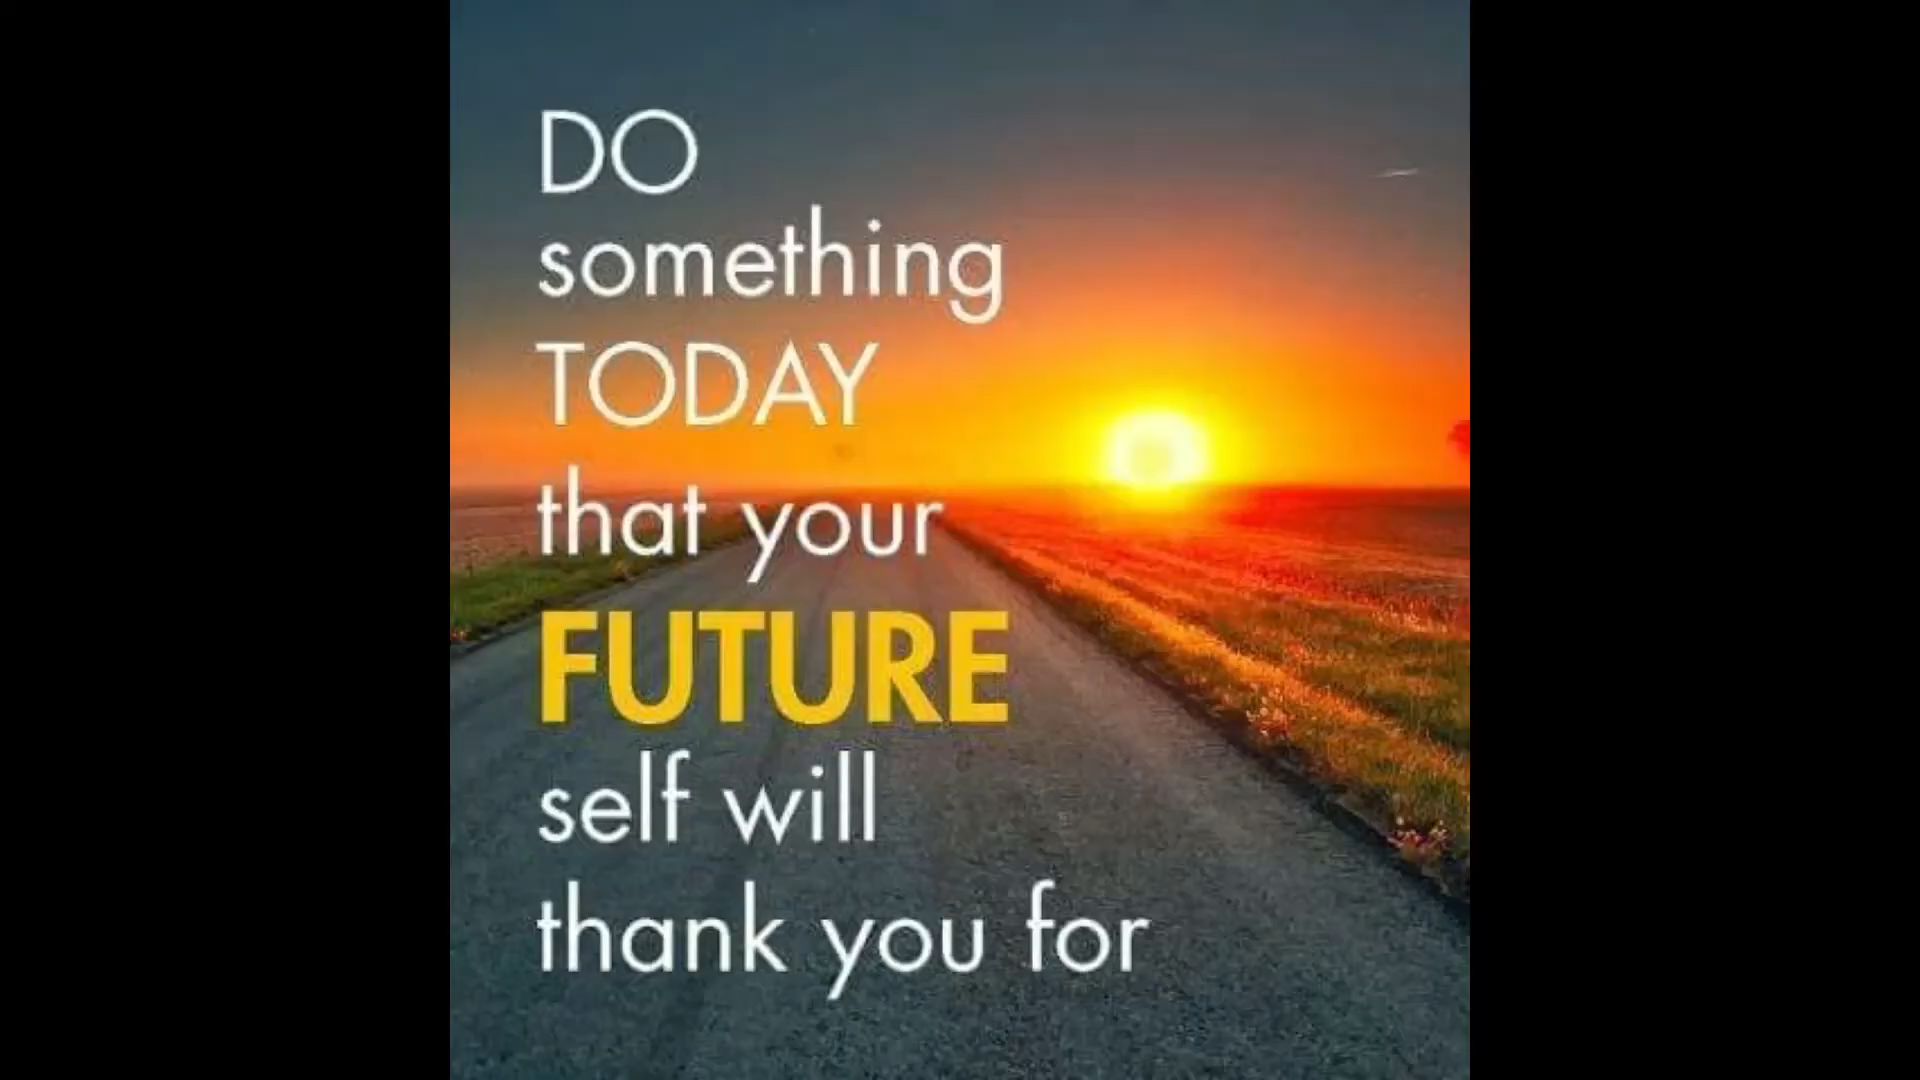 DO
something
TODAY
that your
FUTURE
self will
thank you for